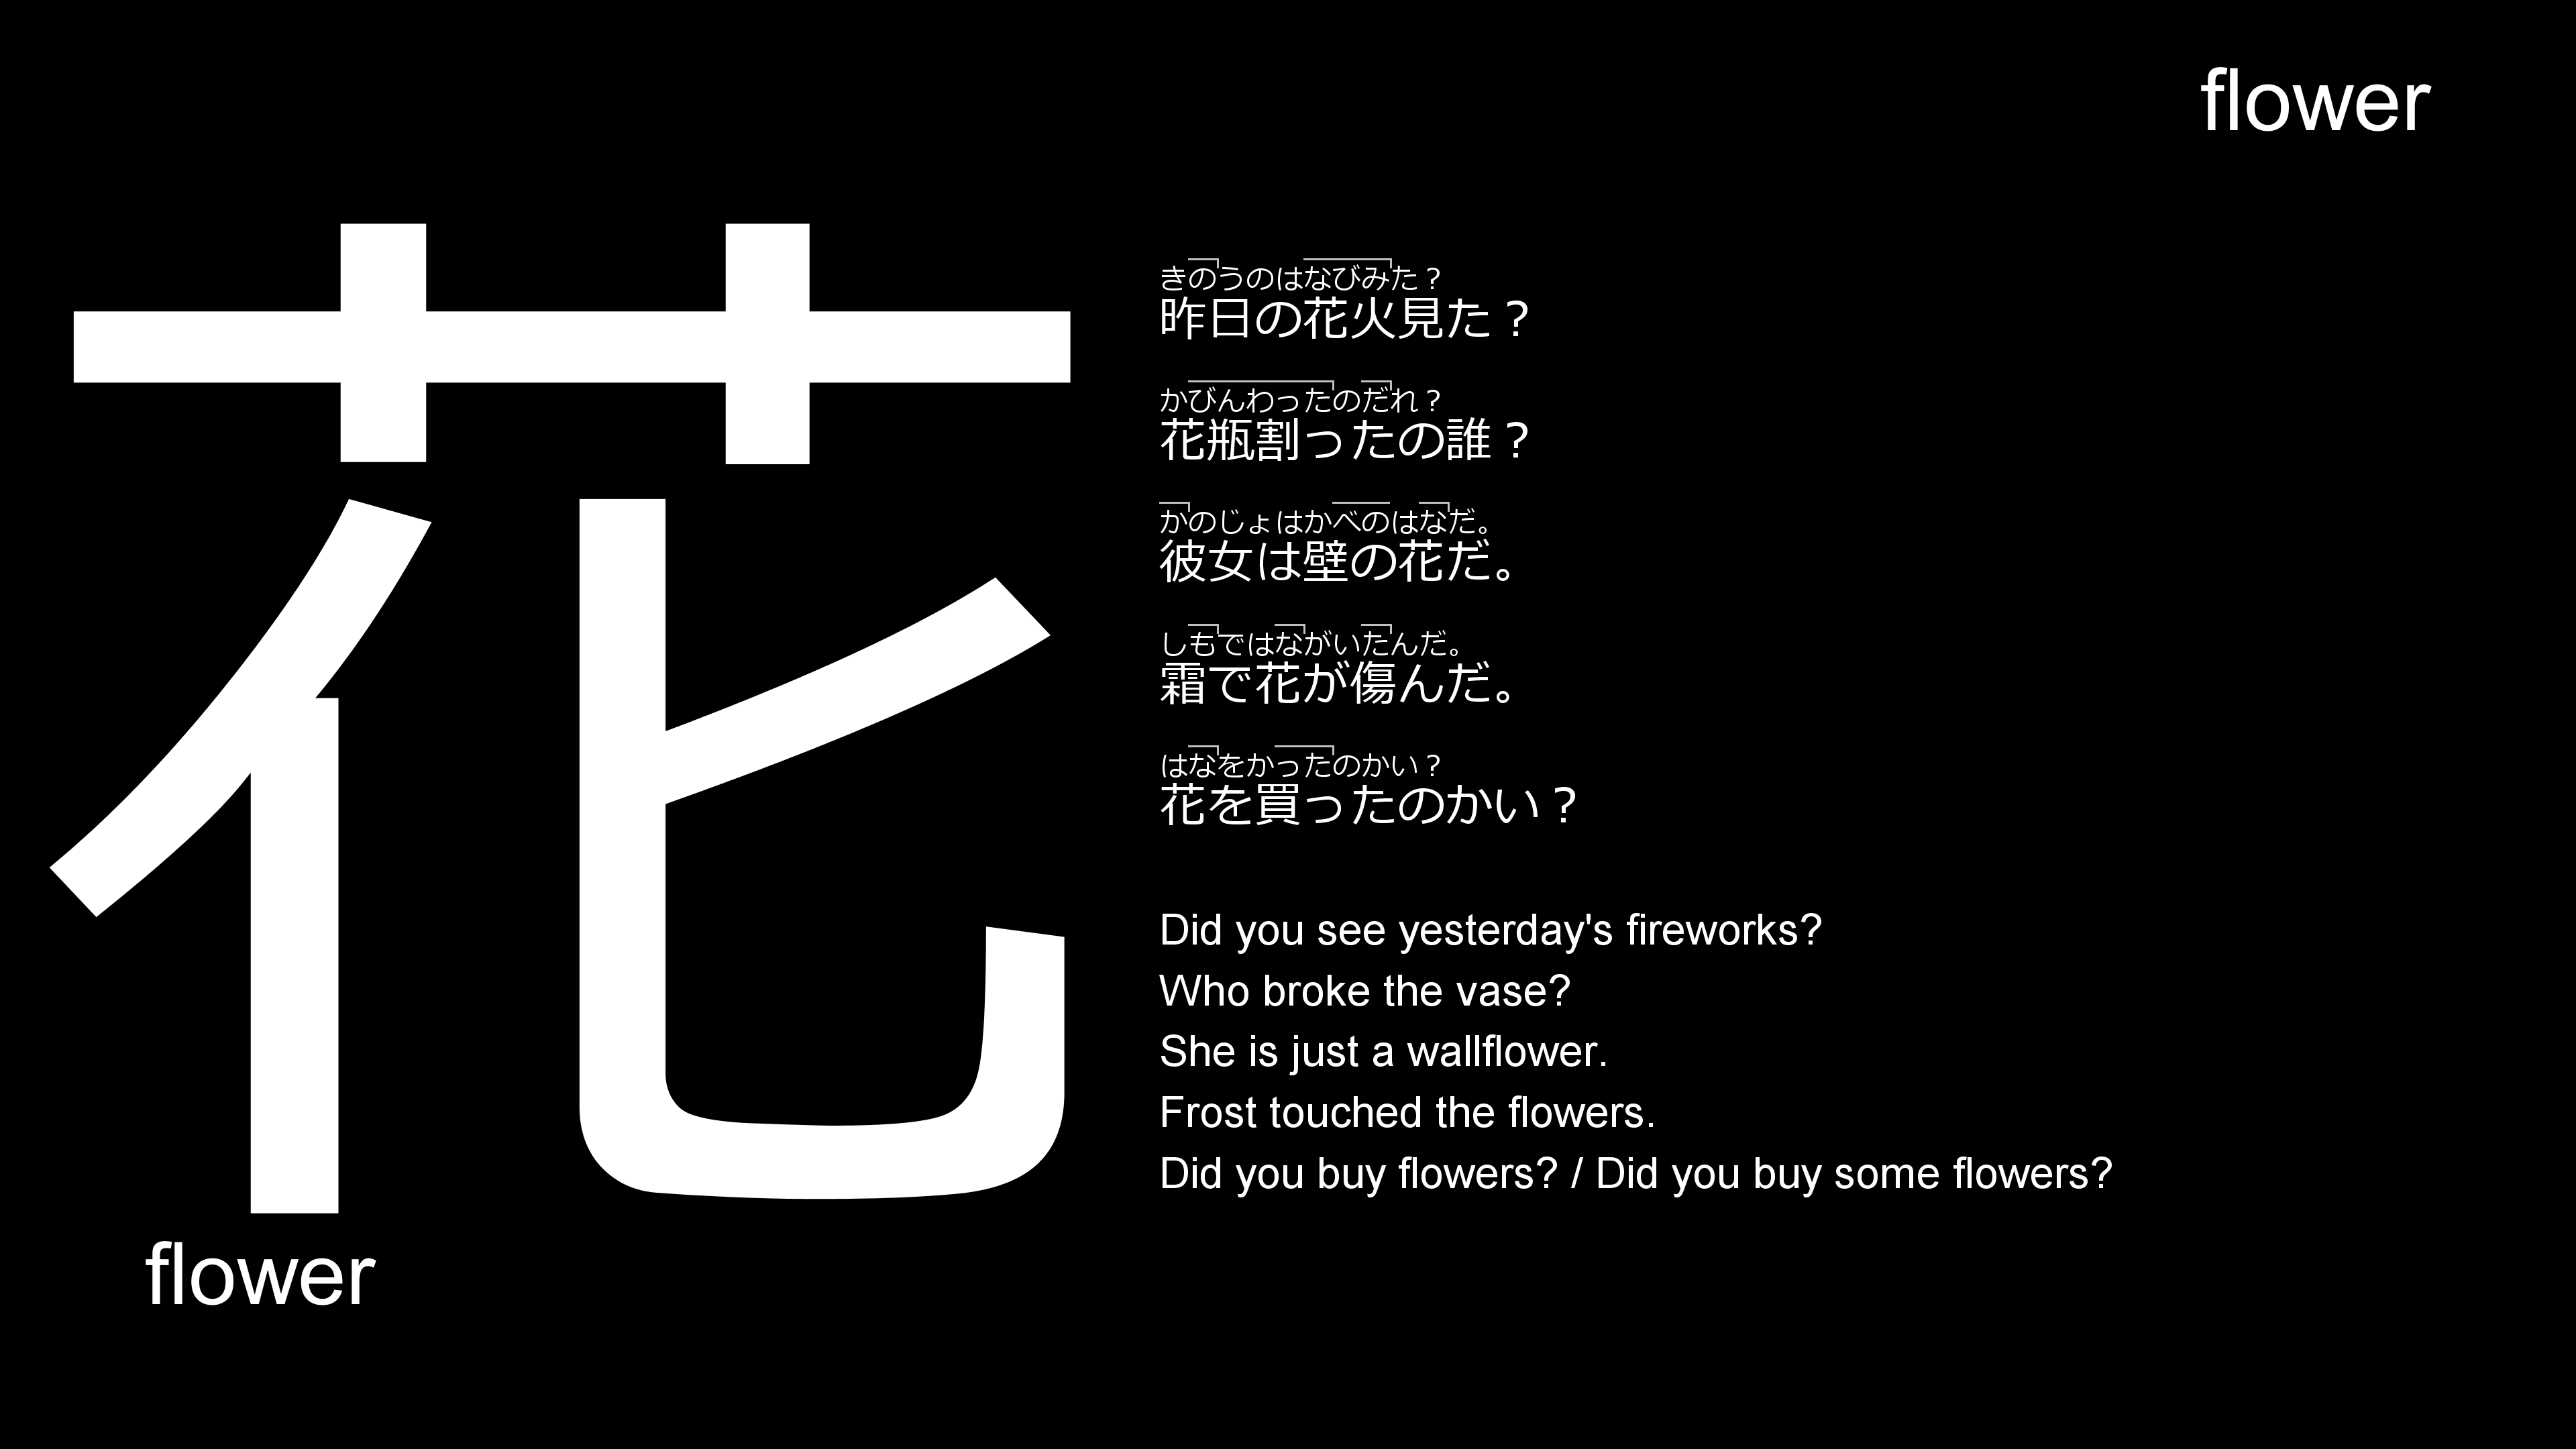 flower
花
flower
きのうのはなびみた？
昨日の花火見た？
かびんわったのだれ？
花瓶割ったの誰？
かのじょはかべのはなだ。
彼女は壁の花だ。
しもではながいたんだ。
霜で花が傷んだ。
はなをかったのかい？
花を買ったのかい？
Did you see yesterday's fireworks?
Who broke the vase?
She is just a wallflower.
Frost touched the flowers.
Did you buy flowers? / Did you buy some flowers?